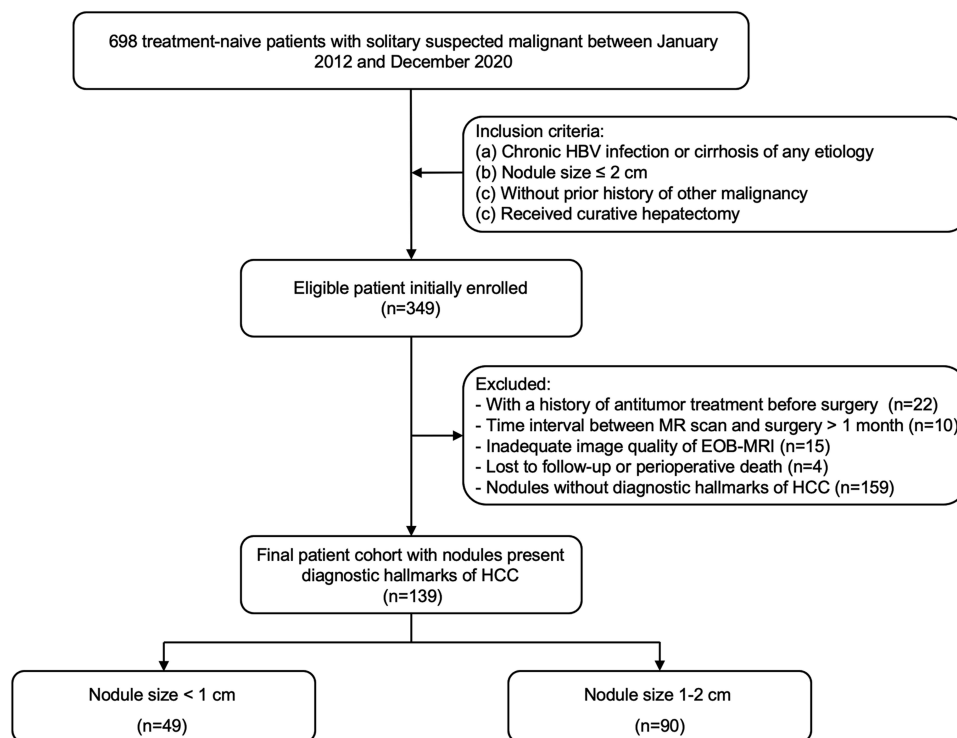 698 treatment-naive patients with solitary suspected malignant between January
2012 and December 2020
Inclusion criteria:
(a) Chronic HBV infection or cirrhosis of any etiology
(b) Nodule size ≤ 2 cm
(c) Without prior history of other malignancy
(c) Received curative hepatectomy
Eligible patient initially enrolled
(n=349)
Excluded:
- With a history of antitumor treatment before surgery (n=22)
- Time interval between MR scan and surgery > 1 month (n=10)
- Inadequate image quality of EOB-MRI (n=15)
- Lost to follow-up or perioperative death (n=4)
- Nodules without diagnostic hallmarks of HCC (n=159)
Final patient cohort with nodules present
diagnostic hallmarks of HCC
(n=139)
Nodule size < 1 cm
(n=49)
Nodule size 1-2 cm
(n=90)